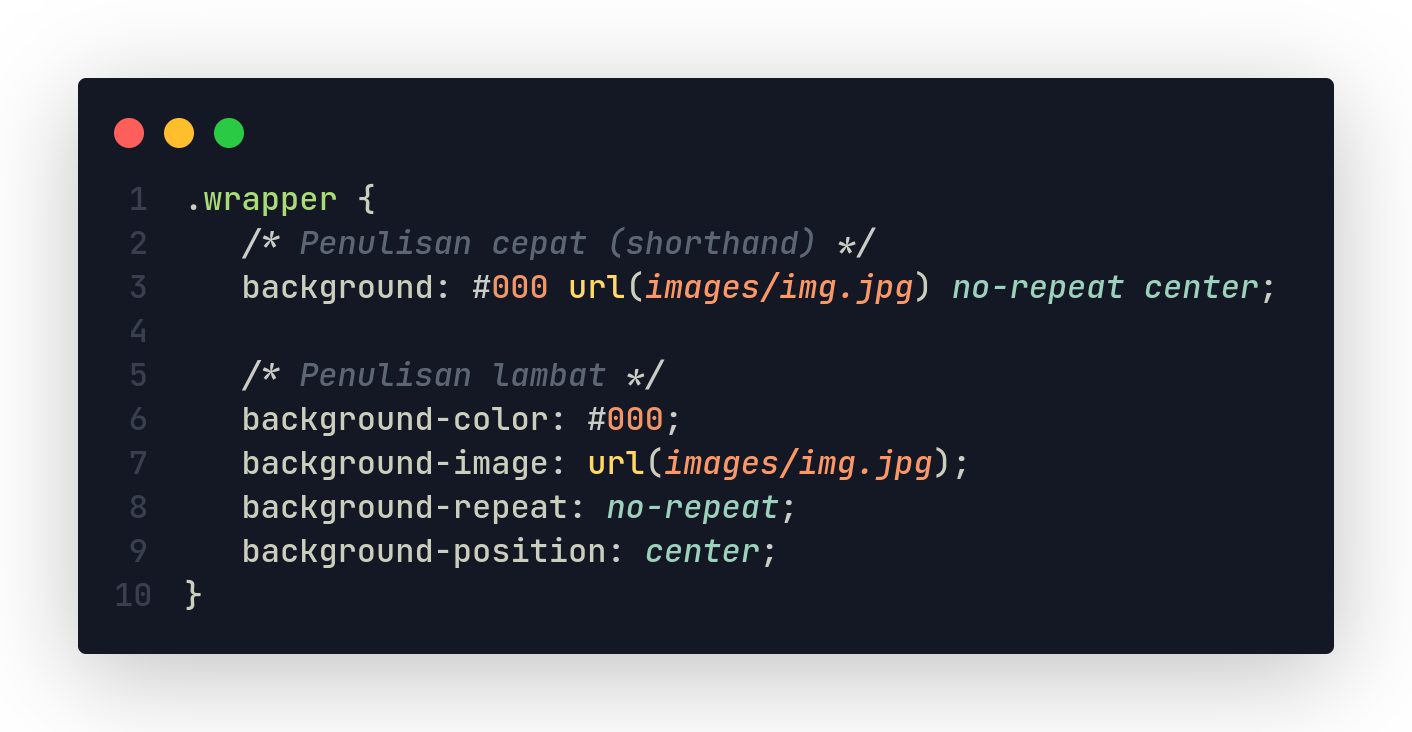 1 .wrapper {
2 /* Penulisan cepat (shorthand) */
3 background: #000 url(images/img.jpg) no-repeat center;
4
5 /* Penulisan lambat */
6 background-color: #000;
7 background-image: url(images/img.jpg);
8 background-repeat: no-repeat;
9 background-position: center;
10 }